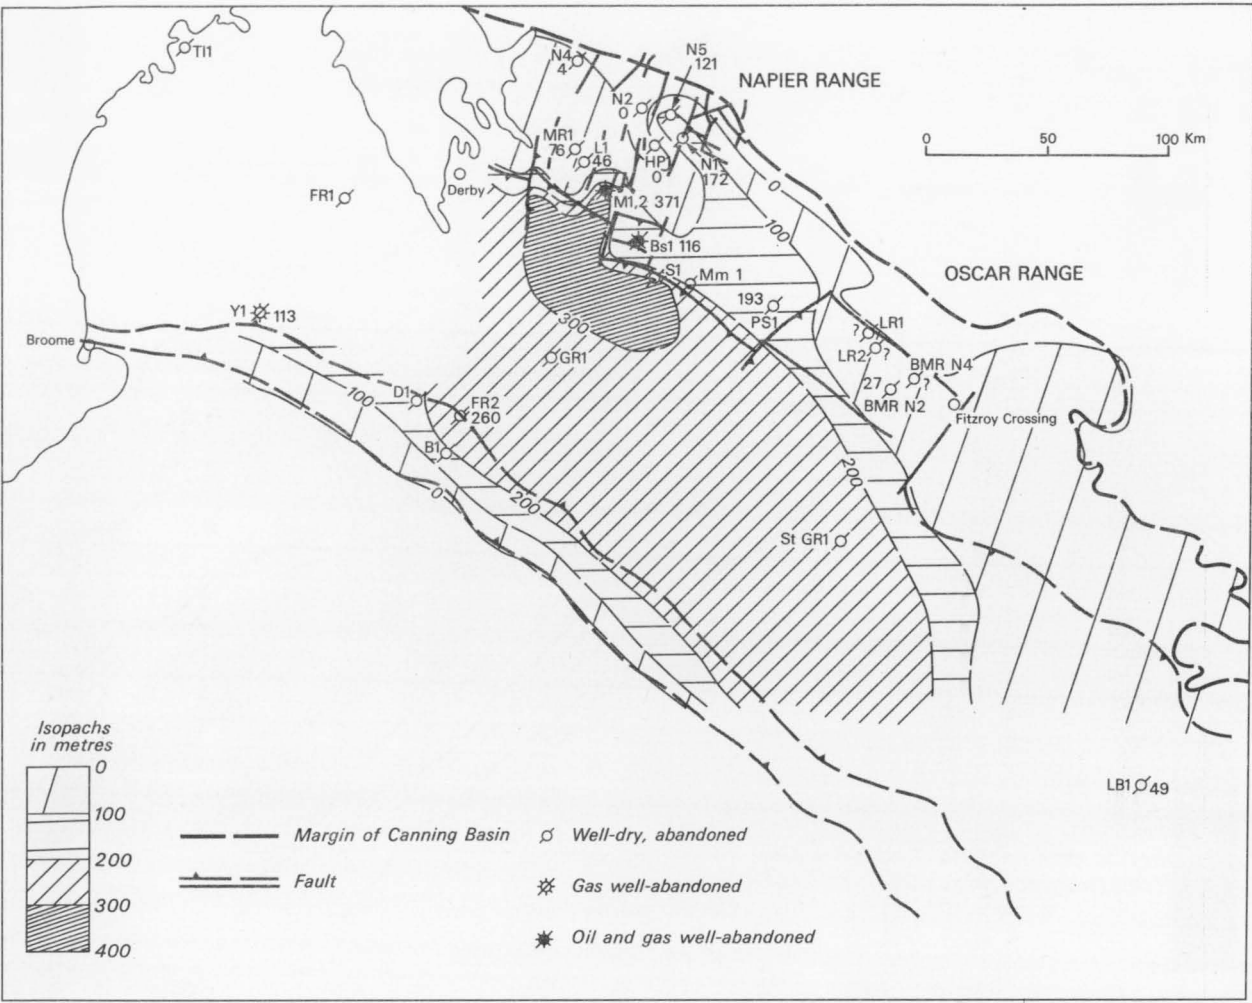 TI1
N4
4
N5
121
NAPIER RANGE
N2
0
0 50 100 Km
MR1
76
L1
46
HP1
0
N1
172
Derby
FR1
M1,2 371
0
100
Bs1 116
OSCAR RANGE
S1
Mm 1
193
PS1
Y1
113
Broome
300
? LR1
?
LR2 ?
GR1
BMR N4
?
27
BMR N2
Fitzroy Crossing
D1
100
FR2
260
B1
0
200
200
St GR1
LB1 49
Isopachs
in metres
0
100
200
300
400
Margin of Canning Basin
Fault
Well-dry, abandoned
Gas well-abandoned
Oil and gas well-abandoned